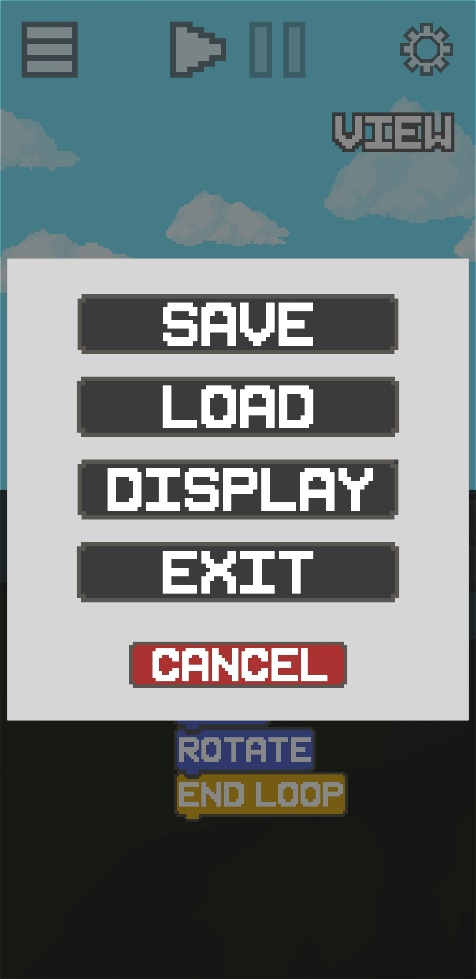 VIEW
SAVE
LOAD
DISPLAY
EXIT
CANCEL
ROTATE
END LOOP